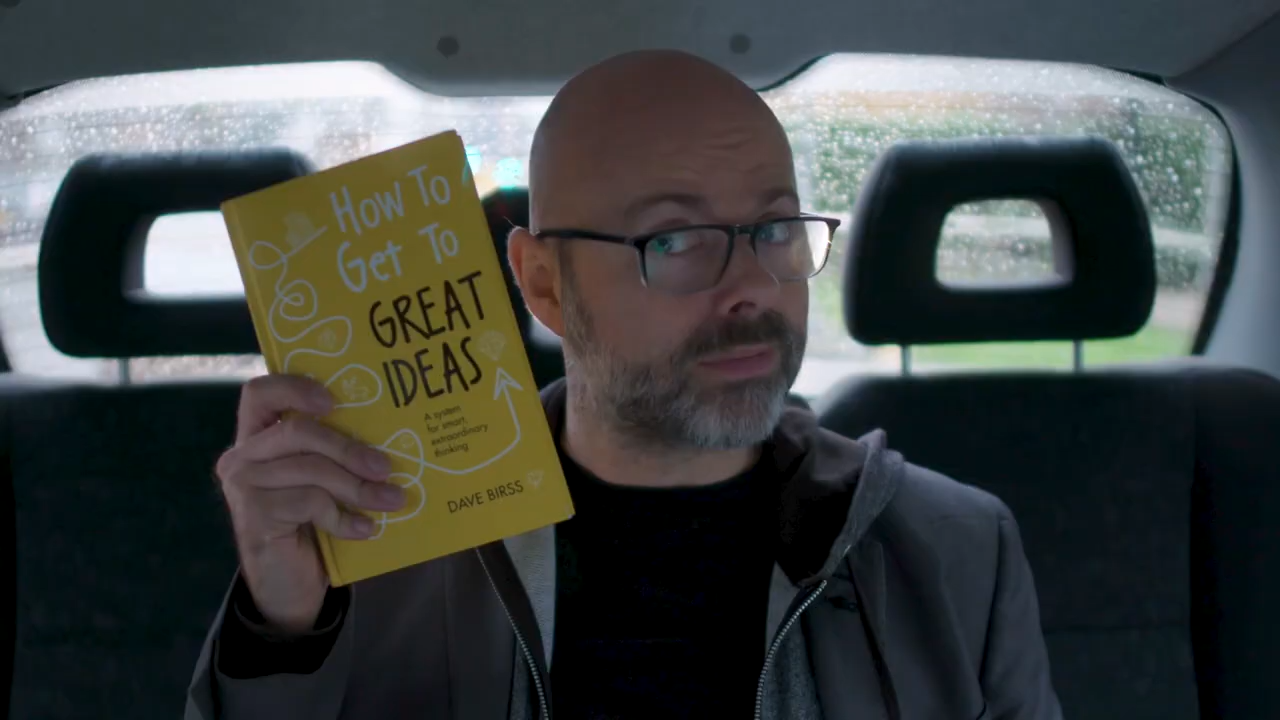 How To
Get To
GREAT
IDEAS
A system
for smart,
extraordinary
thinking
DAVE BIRSS